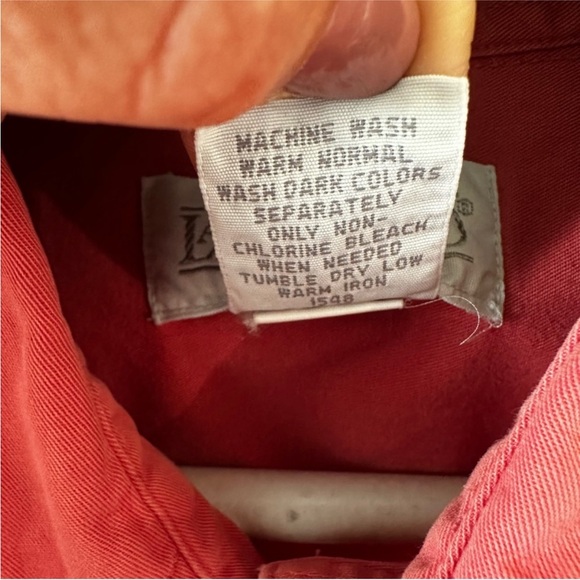 MACHINE WASH
WARM NORMAL
WASH DARK COLORS
SEPARATELY
ONLY NON-
CHLORINE BLEACH
WHEN NEEDED
TUMBLE DRY LOW
WARM IRON
1548
®